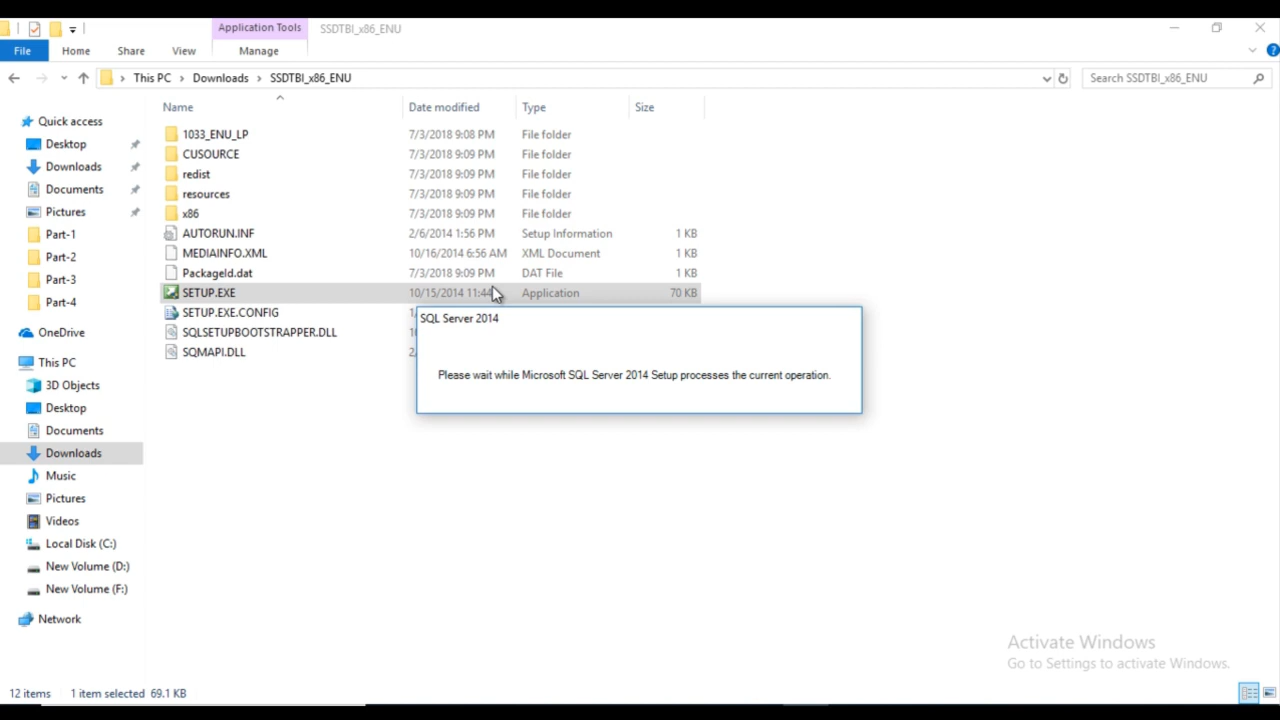 Application Tools SSDTBI_x86_ENU
File Home Share View Manage
This PC > Downloads > SSDTBI_x86_ENU Search SSDTBI_x86_ENU
Name Date modified Type Size
Quick access
Desktop
Downloads
Documents
Pictures
Part-1
Part-2
Part-3
Part-4
OneDrive
This PC
3D Objects
Desktop
Documents
Downloads
Music
Pictures
Videos
Local Disk (C:)
New Volume (D:)
New Volume (F:)
Network
1033_ENU_LP 7/3/2018 9:08 PM File folder
CUSOURCE 7/3/2018 9:09 PM File folder
redist 7/3/2018 9:09 PM File folder
resources 7/3/2018 9:09 PM File folder
x86 7/3/2018 9:09 PM File folder
AUTORUN.INF 2/6/2014 1:56 PM Setup Information 1 KB
MEDIAINFO.XML 10/16/2014 6:56 AM XML Document 1 KB
PackageId.dat 7/3/2018 9:09 PM DAT File 1 KB
SETUP.EXE 10/15/2014 11:44 Application 70 KB
SETUP.EXE.CONFIG
SQLSETUPBOOTSTRAPPER.DLL
SQMAPI.DLL
SQL Server 2014
Please wait while Microsoft SQL Server 2014 Setup processes the current operation.
Activate Windows
Go to Settings to activate Windows.
12 items 1 item selected 69.1 KB